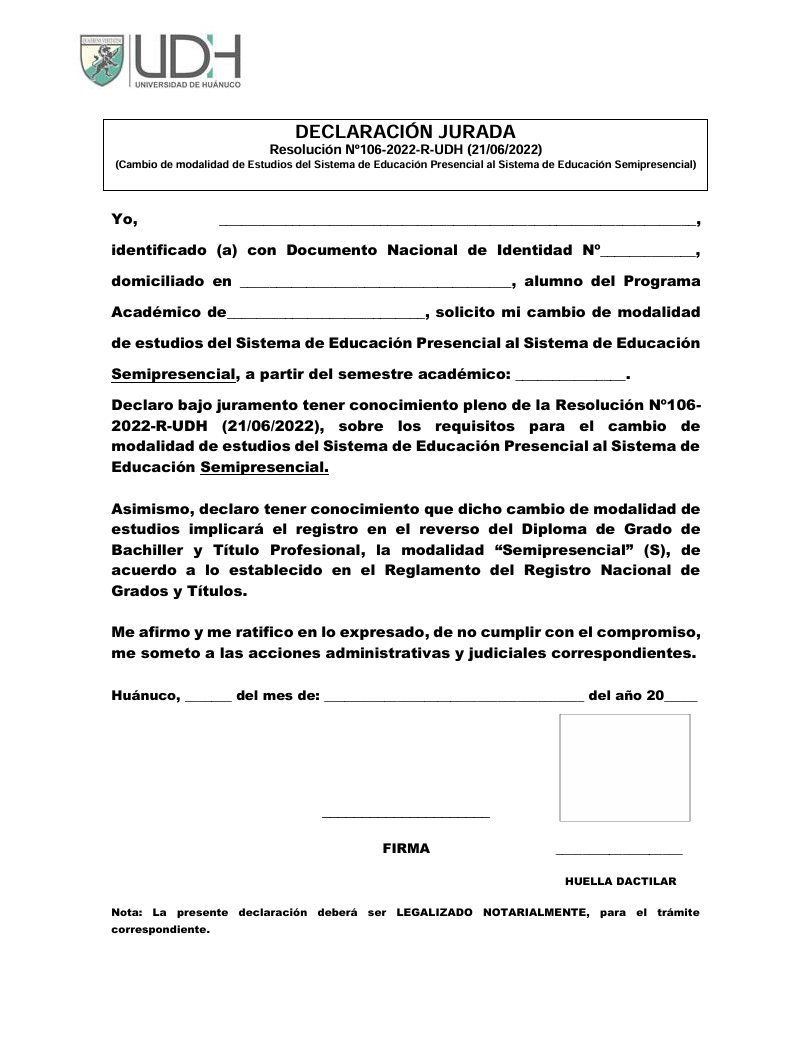 UDH
UNIVERSIDAD DE HUÁNUCO
DECLARACIÓN JURADA
Resolución Nº106-2022-R-UDH (21/06/2022)
(Cambio de modalidad de Estudios del Sistema de Educación Presencial al Sistema de Educación Semipresencial)
Yo, ____________________________________________________,
identificado (a) con Documento Nacional de Identidad Nº___________,
domiciliado en ________________________________, alumno del Programa
Académico de_______________________, solicito mi cambio de modalidad
de estudios del Sistema de Educación Presencial al Sistema de Educación
Semipresencial, a partir del semestre académico: _____________.
Declaro bajo juramento tener conocimiento pleno de la Resolución Nº106-
2022-R-UDH (21/06/2022), sobre los requisitos para el cambio de
modalidad de estudios del Sistema de Educación Presencial al Sistema de
Educación Semipresencial.
Asimismo, declaro tener conocimiento que dicho cambio de modalidad de
estudios implicará el registro en el reverso del Diploma de Grado de
Bachiller y Título Profesional, la modalidad “Semipresencial” (S), de
acuerdo a lo establecido en el Reglamento del Registro Nacional de
Grados y Títulos.
Me afirmo y me ratifico en lo expresado, de no cumplir con el compromiso,
me someto a las acciones administrativas y judiciales correspondientes.
Huánuco, ______ del mes de: __________________________________ del año 20____
FIRMA
HUELLA DACTILAR
Nota: La presente declaración deberá ser LEGALIZADO NOTARIALMENTE, para el trámite
correspondiente.